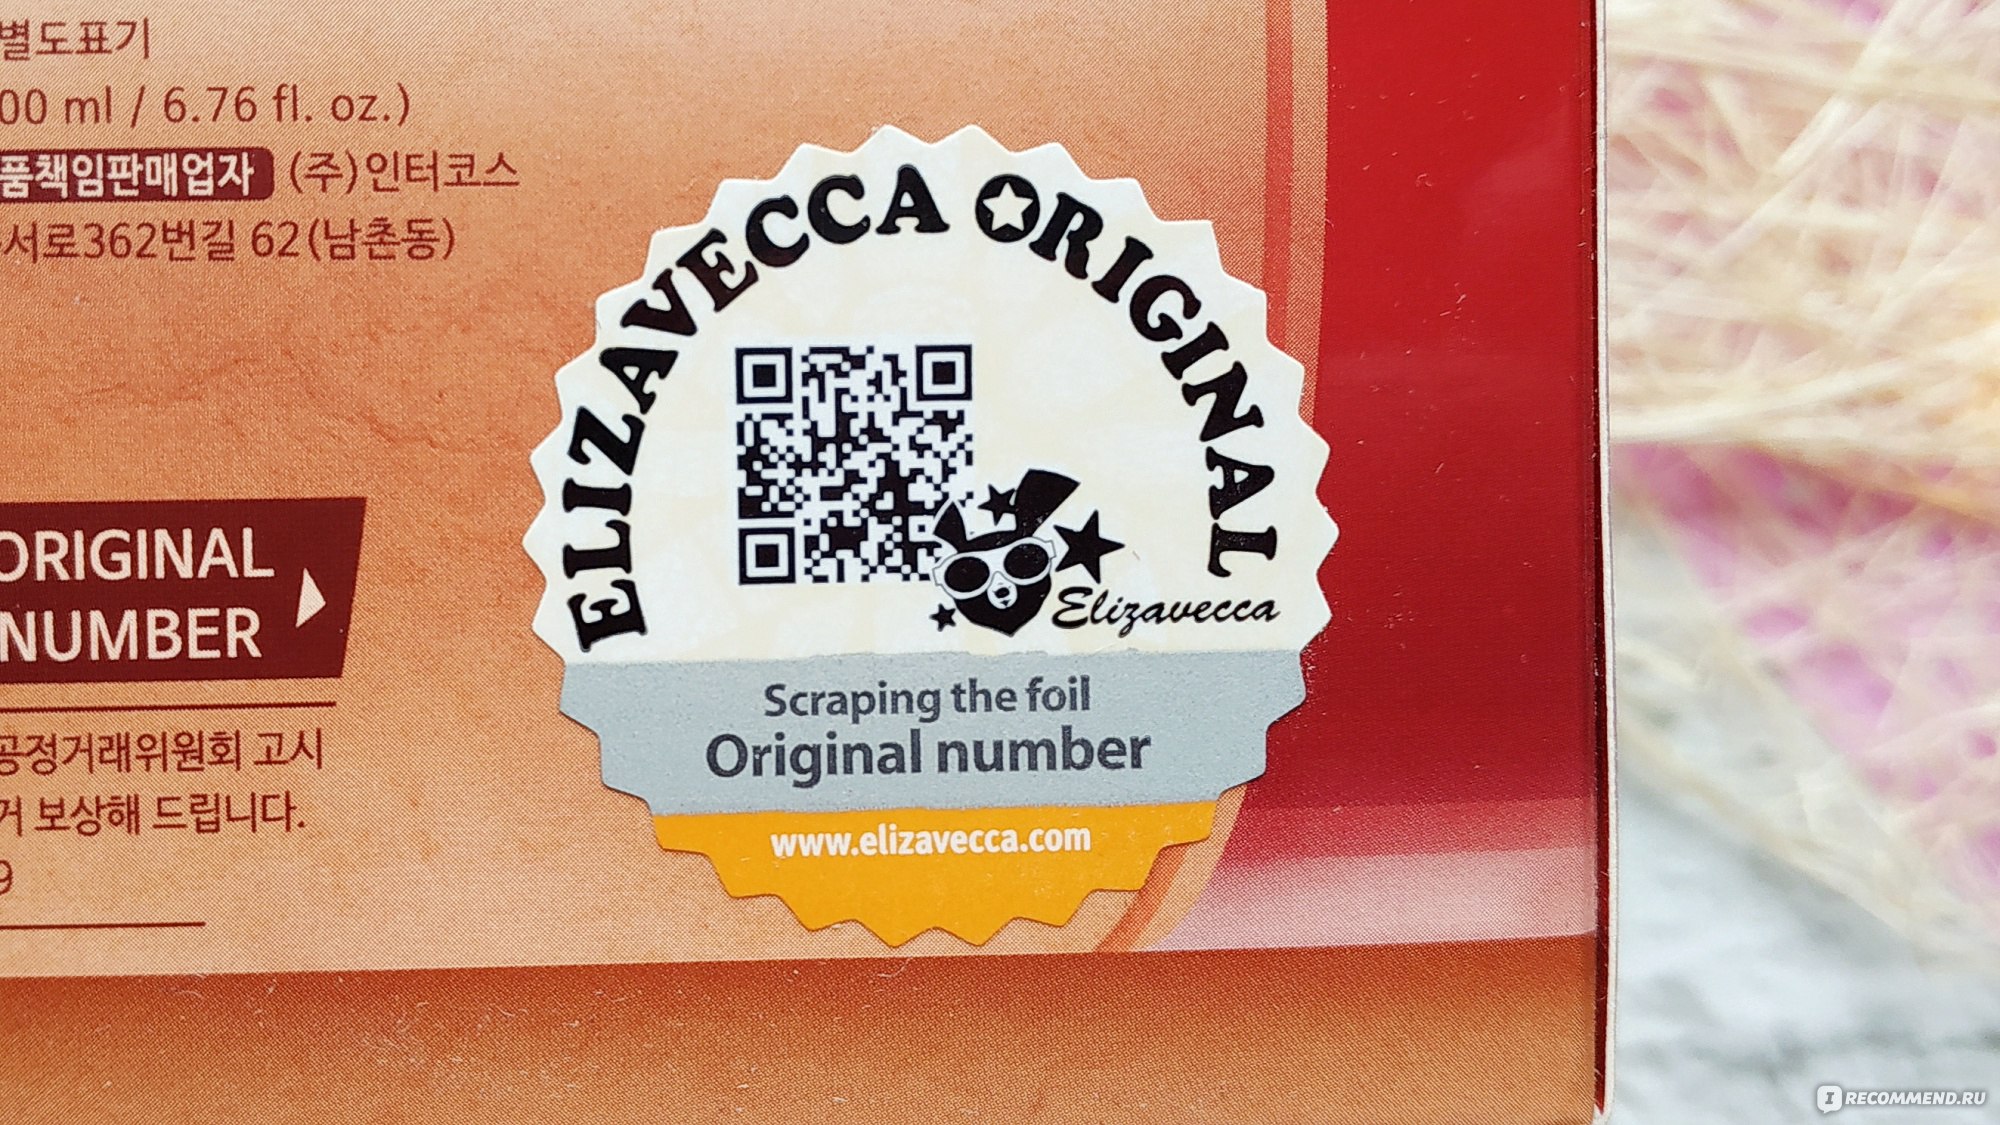 별도표기
00 ml / 6.76 fl. oz.)
품책임판매업자 (주)인터코스
서로362번길 62(남촌동)
ORIGINAL
NUMBER
공정거래위원회 고시
거 보상해 드립니다.
9
ELIZAVECCA ORIGINAL
Elizavecca
Scraping the foil
Original number
www.elizavecca.com
I RECOMMEND.RU